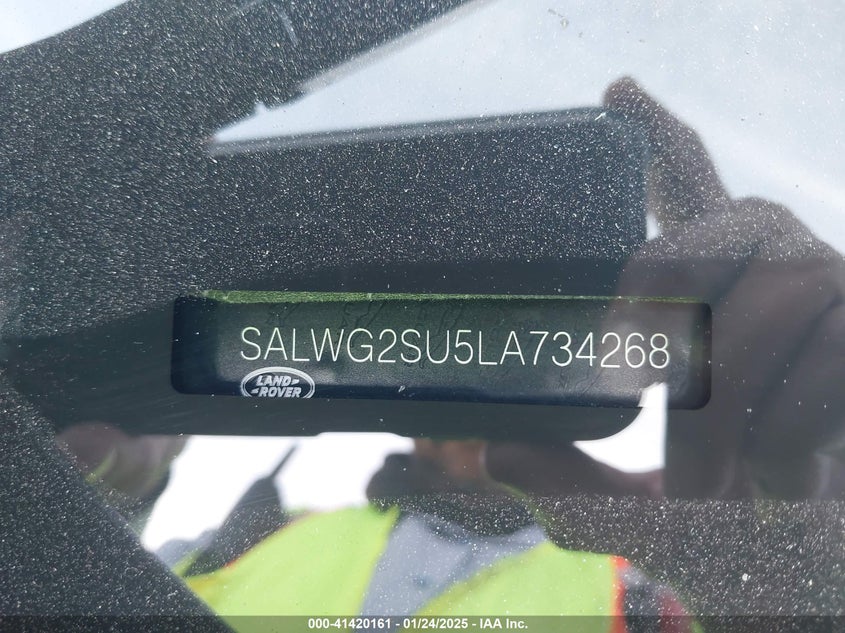 SALWG2SU5LA734268
LAND-
-ROVER
000-41420161 - 01/24/2025 - IAA Inc.